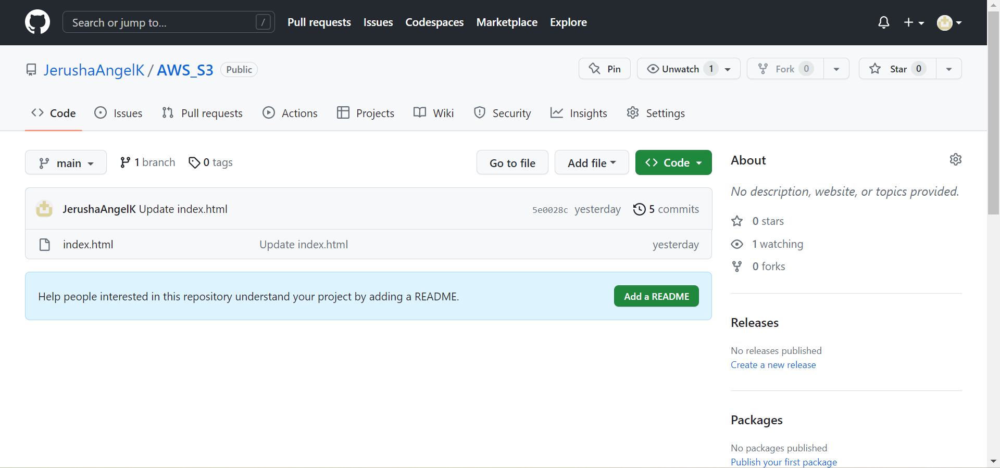 Search or jump to... /
Pull requests Issues Codespaces Marketplace Explore
JerushaAngelK / AWS_S3 Public
Pin Unwatch 1 Fork 0 Star 0
Code Issues Pull requests Actions Projects Wiki Security Insights Settings
main 1 branch 0 tags Go to file Add file Code
JerushaAngelK Update index.html 5e0028c yesterday 5 commits
index.html Update index.html yesterday
Help people interested in this repository understand your project by adding a README. Add a README
About
No description, website, or topics provided.
0 stars
1 watching
0 forks
Releases
No releases published
Create a new release
Packages
No packages published
Publish your first package